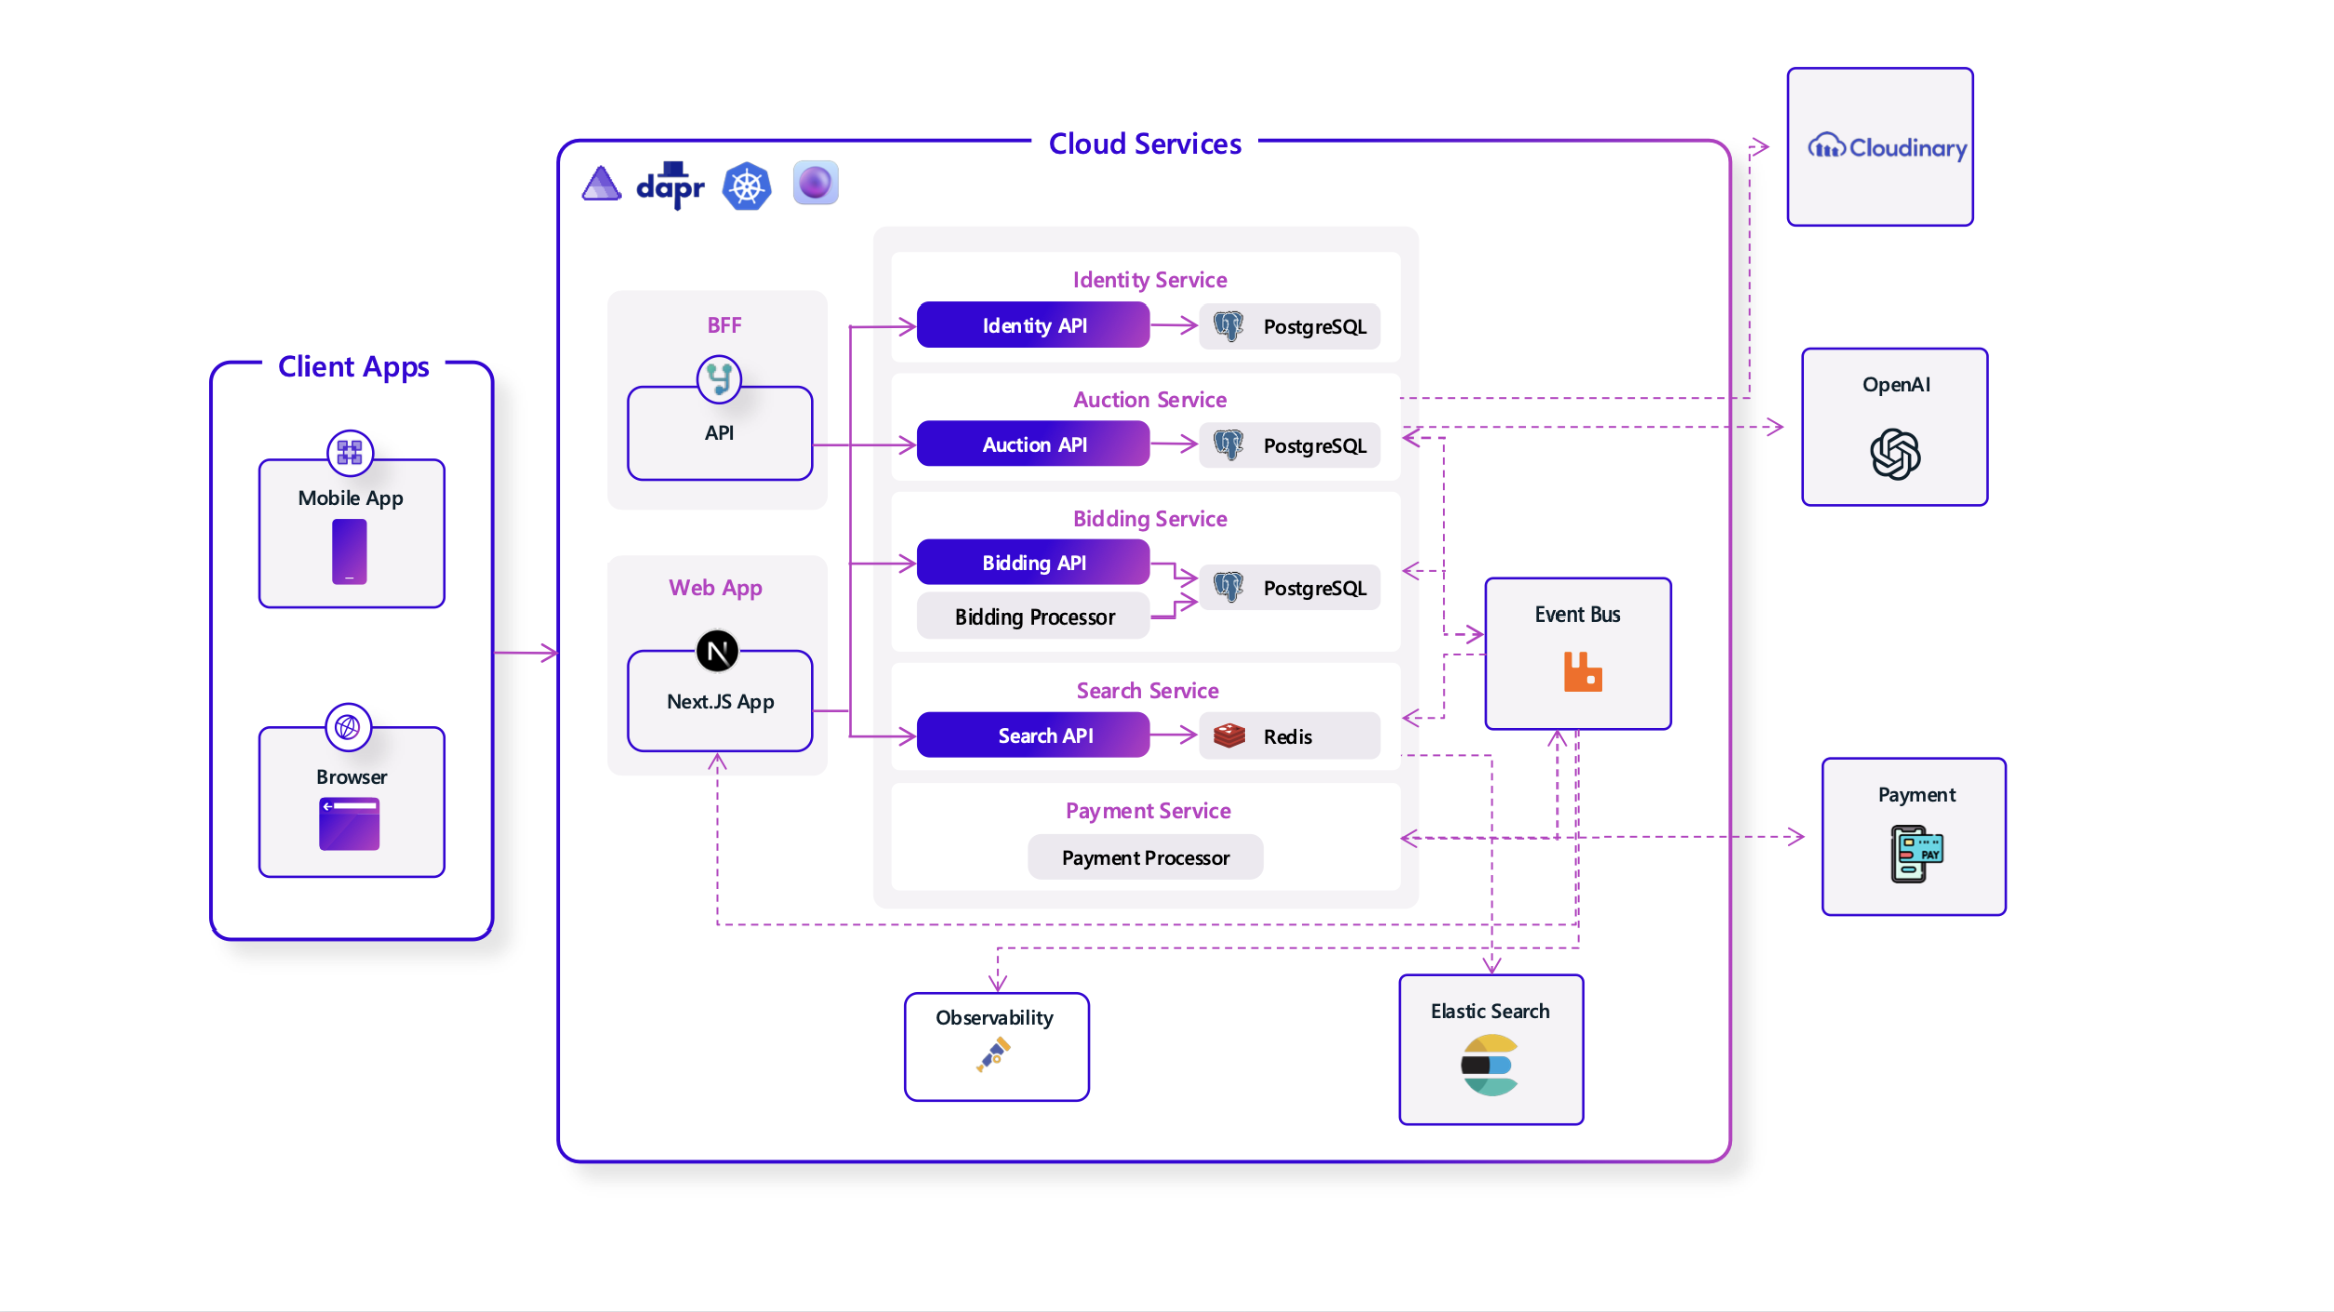 Cloudinary
Cloud Services
dapr
OpenAI
Identity Service
BFF
Identity API
PostgreSQL
Client Apps
Auction Service
API
Auction API
PostgreSQL
Mobile App
Bidding Service
Bidding API
PostgreSQL
Web App
Bidding Processor
Event Bus
N
Next.JS App
Search Service
Search API
Redis
Browser
Payment Service
Payment Processor
Payment
PAY
Observability
Elastic Search